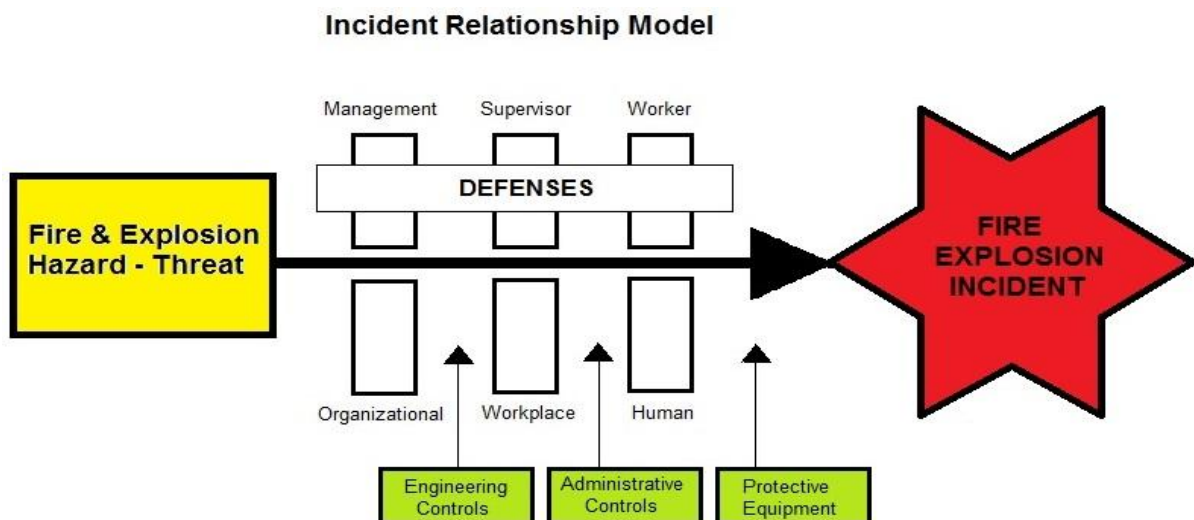 Incident Relationship Model
Management Supervisor Worker
DEFENSES
Fire & Explosion
Hazard - Threat
FIRE
EXPLOSION
INCIDENT
Organizational Workplace Human
Engineering
Controls
Administrative
Controls
Protective
Equipment